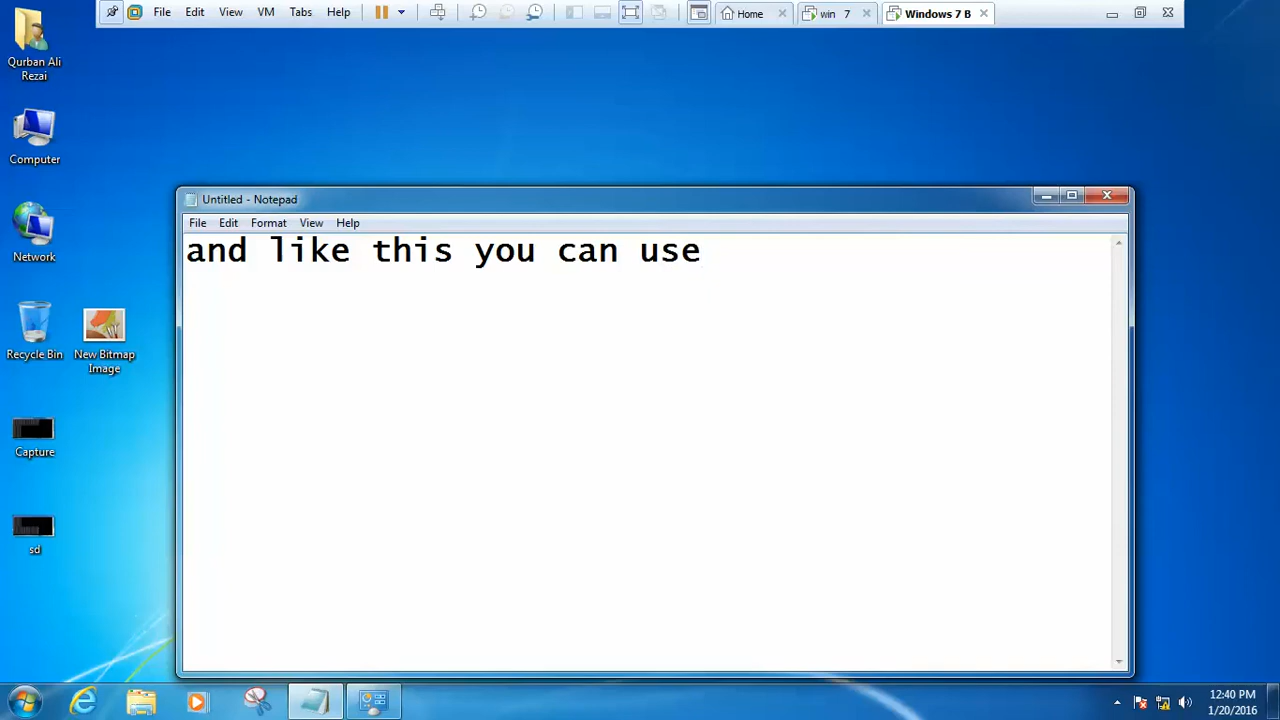 File Edit View VM Tabs Help Home win 7 Windows 7 B
Qurban Ali
Rezai
Computer
Network
Recycle Bin
New Bitmap
Image
Capture
sd
Untitled - Notepad
File Edit Format View Help
and like this you can use
12:40 PM
1/20/2016